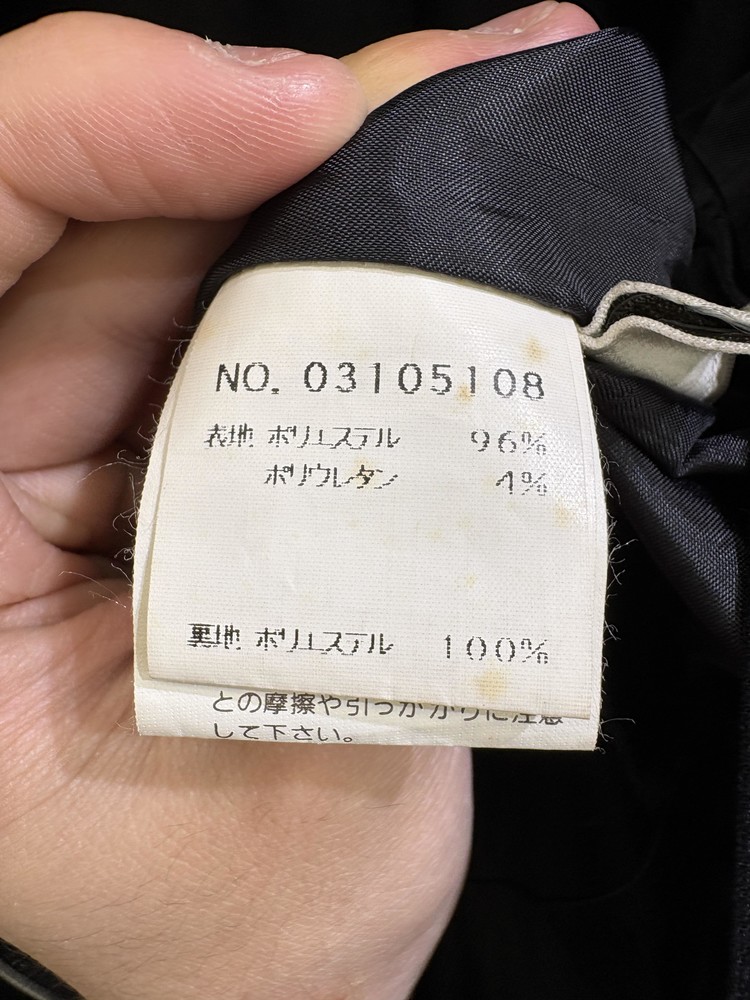 NO. 03105108
表地 ポリエステル 96%
ポリウレタン 4%
裏地 ポリエステル 100%
との摩擦や引っかかりに注意
して下さい。